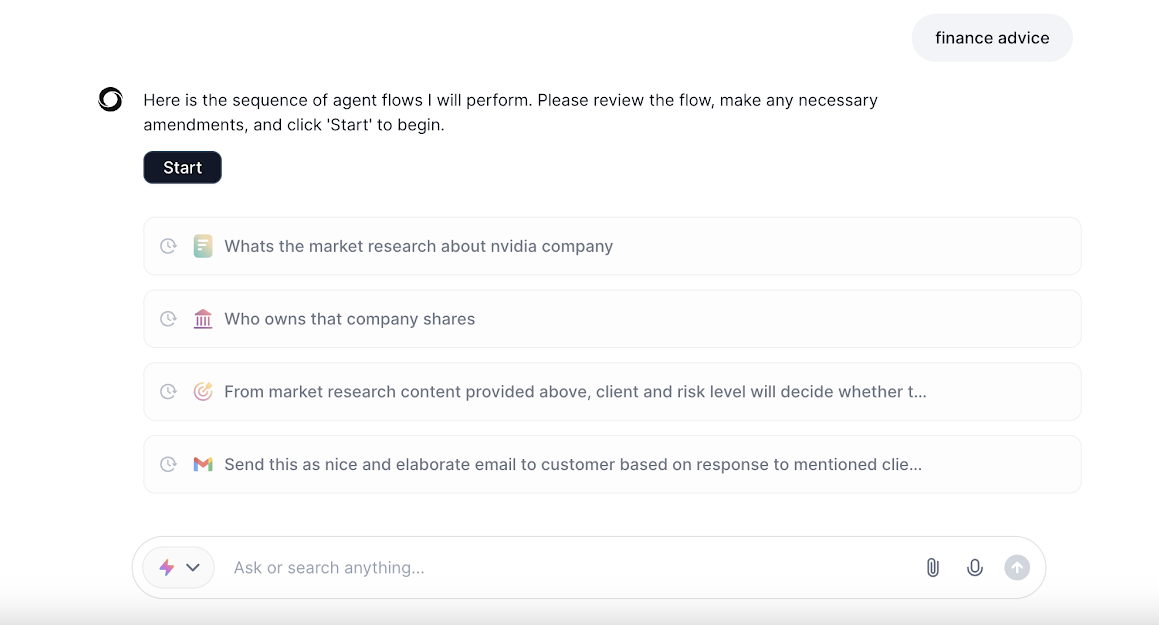 finance advice
Here is the sequence of agent flows I will perform. Please review the flow, make any necessary
amendments, and click 'Start' to begin.
Start
Whats the market research about nvidia company
Who owns that company shares
From market research content provided above, client and risk level will decide whether t...
Send this as nice and elaborate email to customer based on response to mentioned clie...
Ask or search anything...